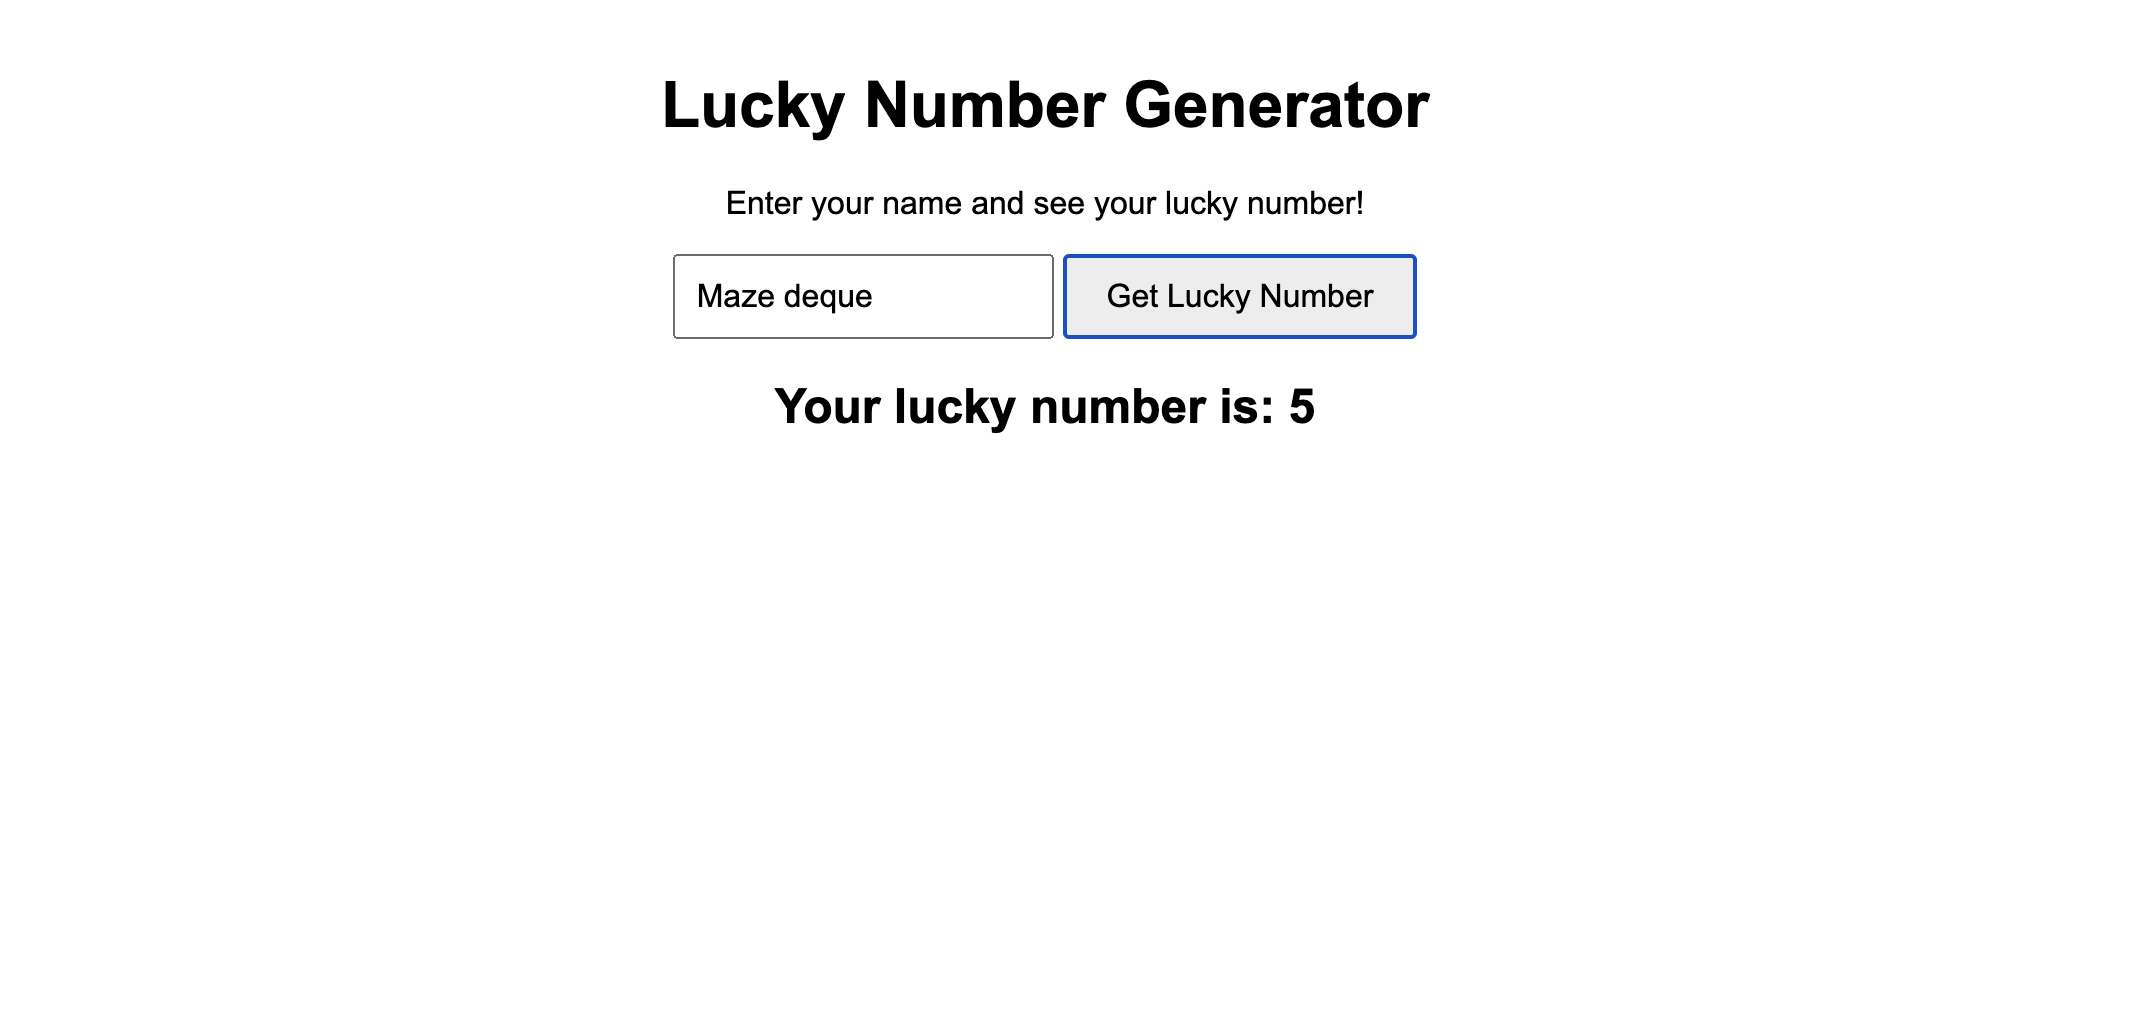 Lucky Number Generator
Enter your name and see your lucky number!
Maze deque Get Lucky Number
Your lucky number is: 5